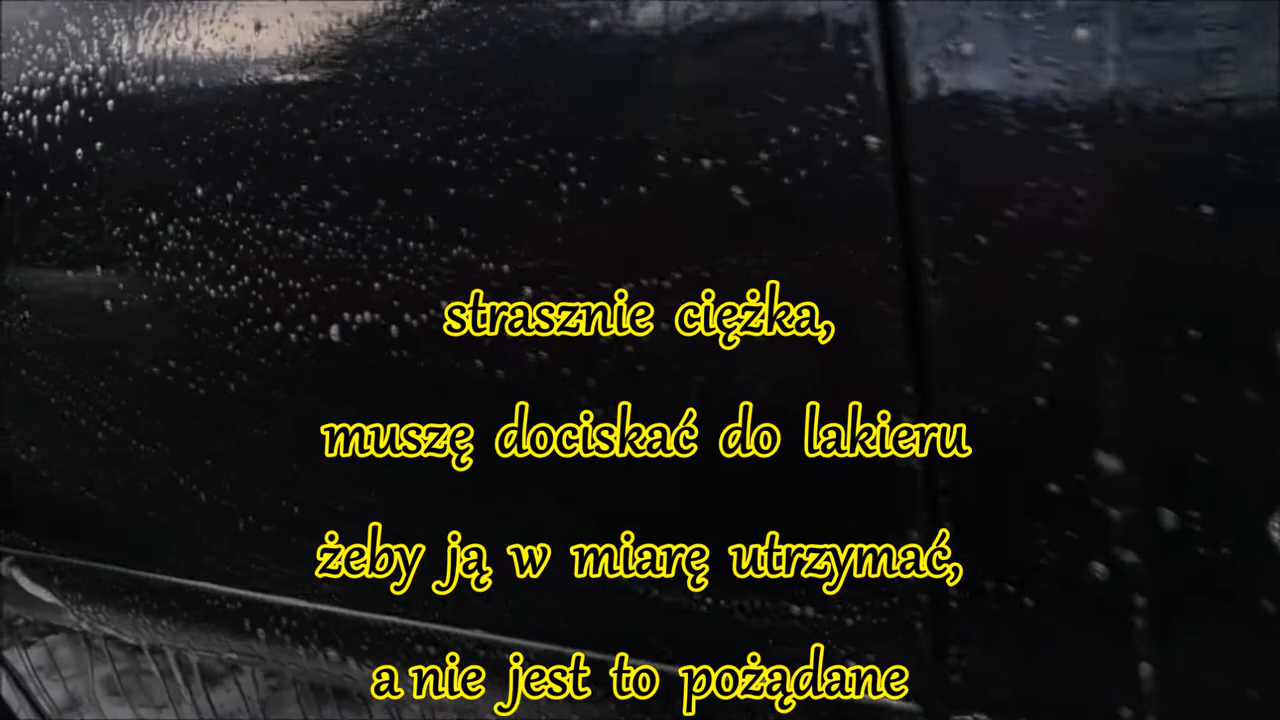 strasznie ciężka,
muszę dociskać do lakieru
żeby ją w miarę utrzymać,
a nie jest to pożądane